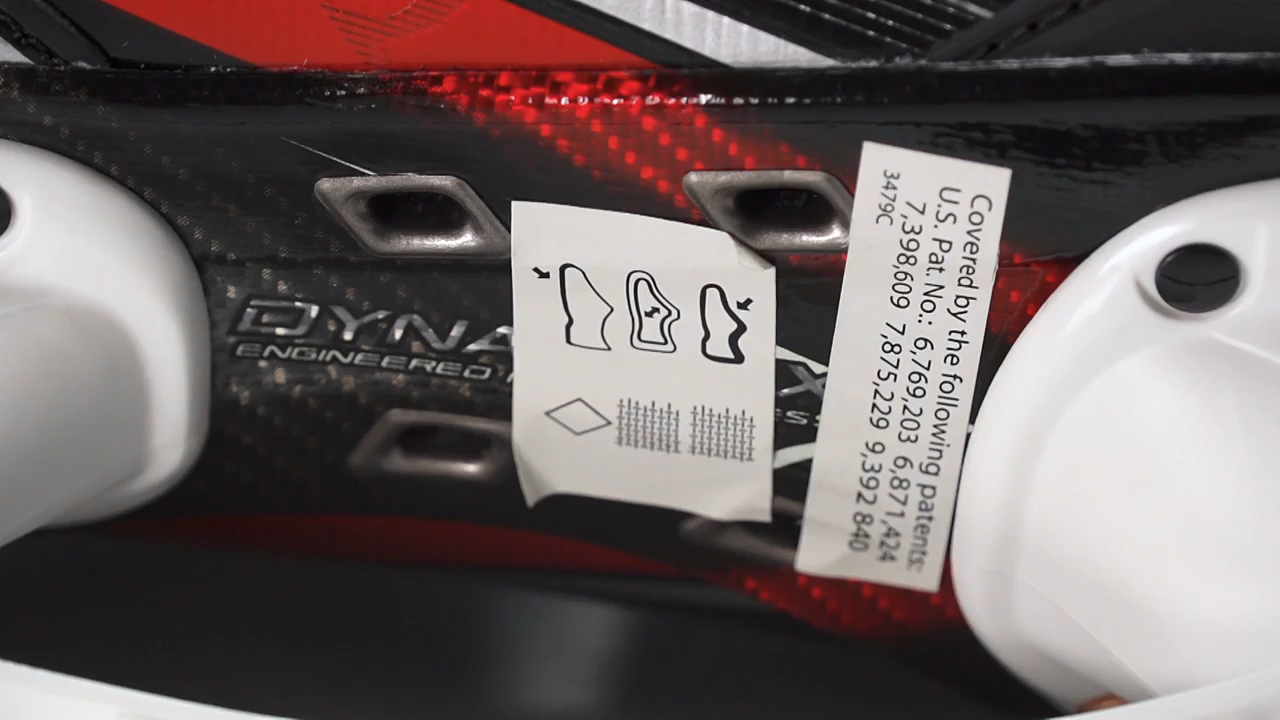 DYNA
ENGINEERED
X
Covered by the following patents:
U.S. Pat. No.: 6,769,203 6,871,424
7,398,609 7,875,229 9,392 840
3479C